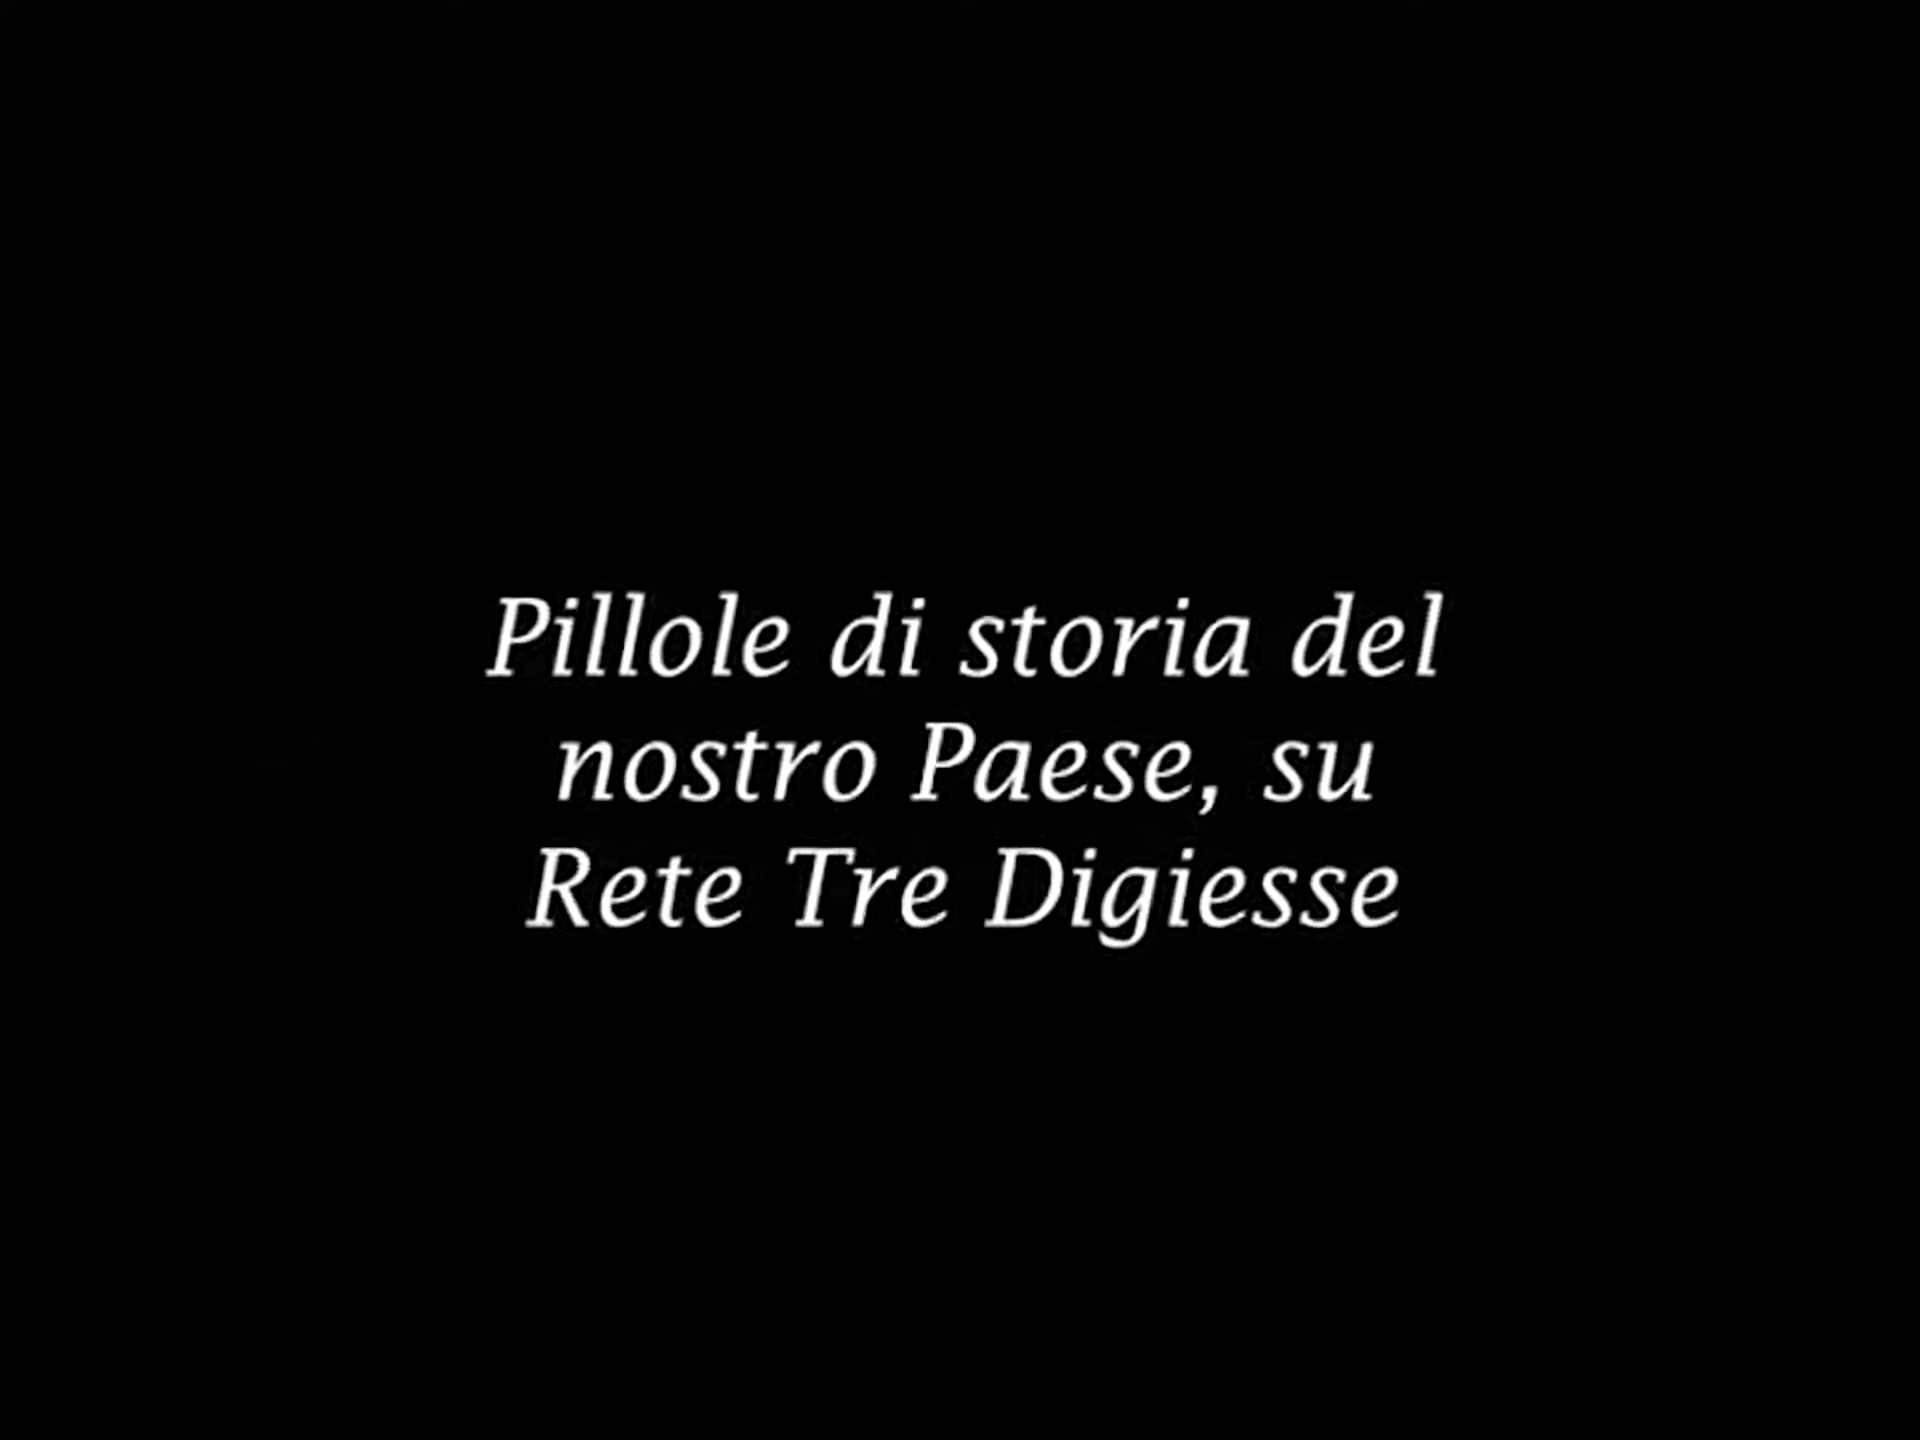 Pillole di storia del
nostro Paese, su
Rete Tre Digiesse